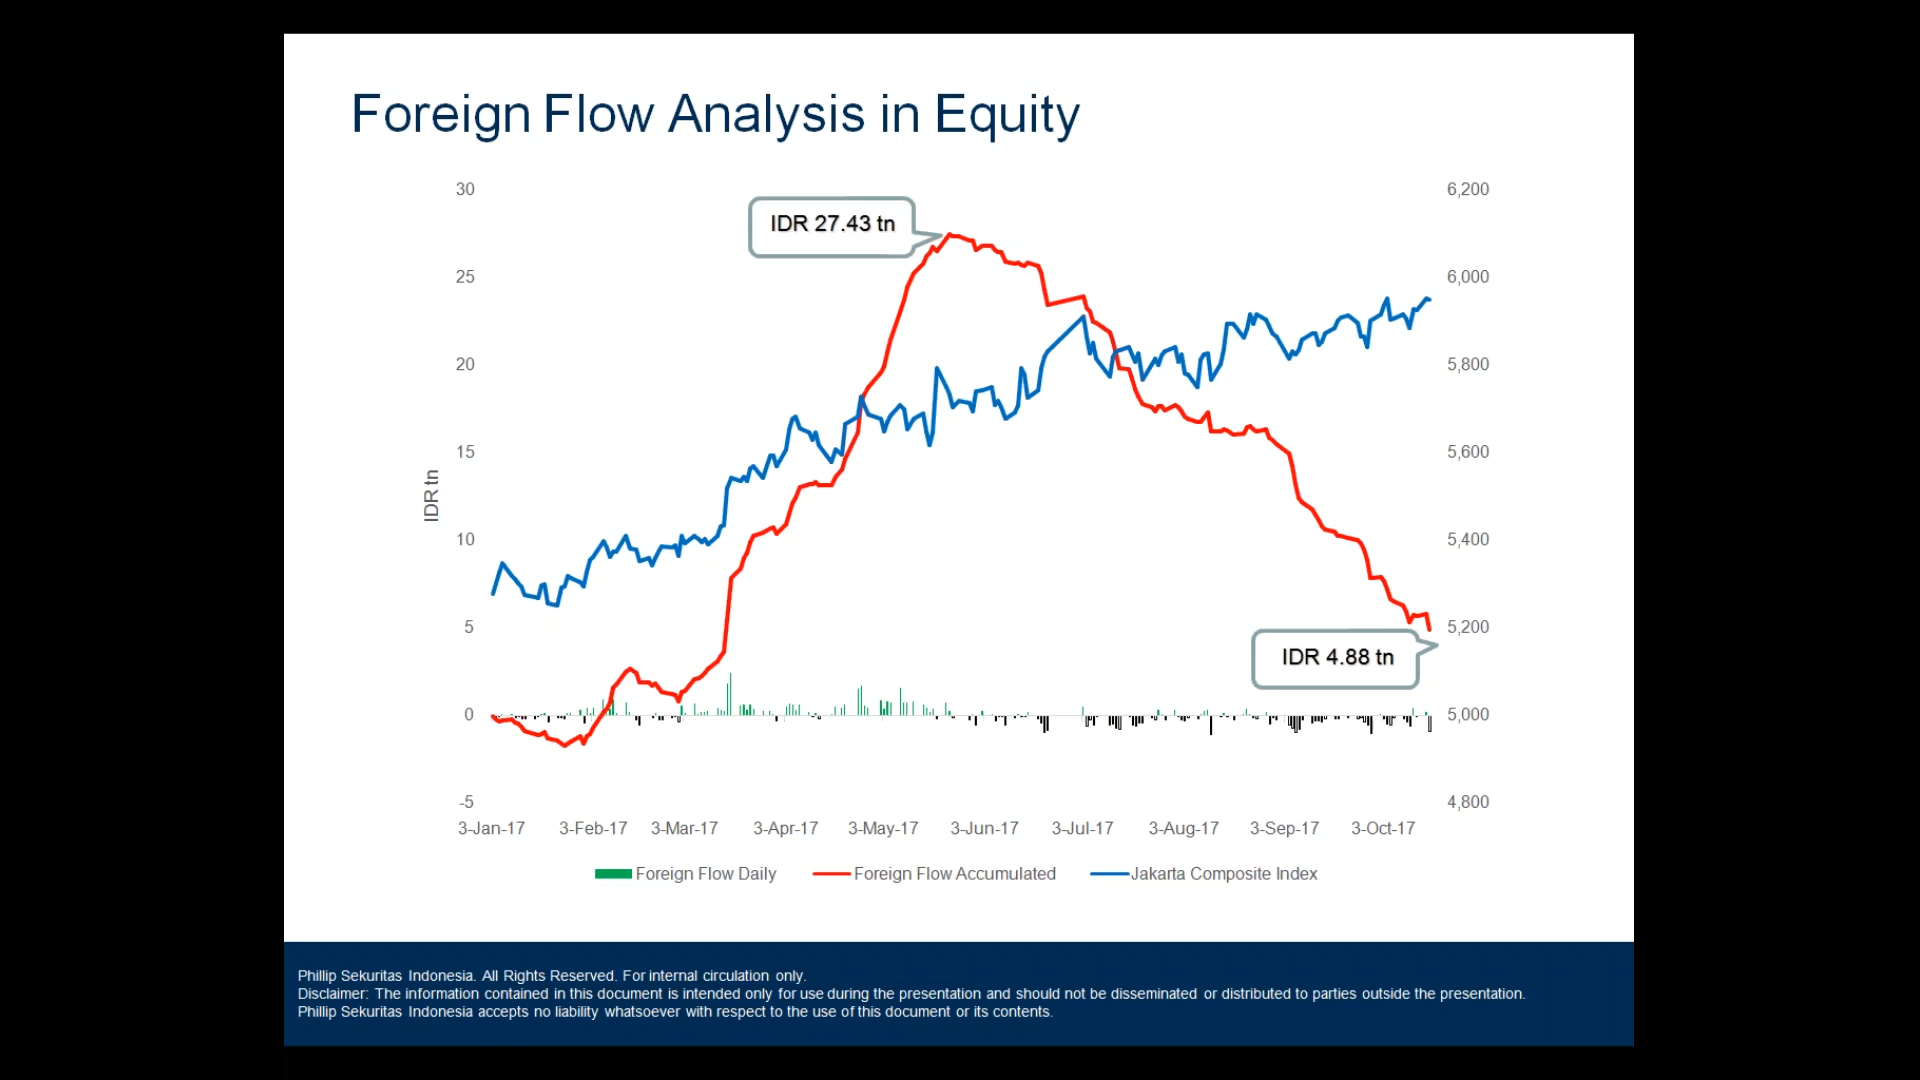 Foreign Flow Analysis in Equity
30
25
20
15
10
5
0
-5
IDR tn
IDR 27.43 tn
IDR 4.88 tn
6,200
6,000
5,800
5,600
5,400
5,200
5,000
4,800
3-Jan-17 3-Feb-17 3-Mar-17 3-Apr-17 3-May-17 3-Jun-17 3-Jul-17 3-Aug-17 3-Sep-17 3-Oct-17
Foreign Flow Daily Foreign Flow Accumulated Jakarta Composite Index
Phillip Sekuritas Indonesia. All Rights Reserved. For internal circulation only.
Disclaimer: The information contained in this document is intended only for use during the presentation and should not be disseminated or distributed to parties outside the presentation.
Phillip Sekuritas Indonesia accepts no liability whatsoever with respect to the use of this document or its contents.